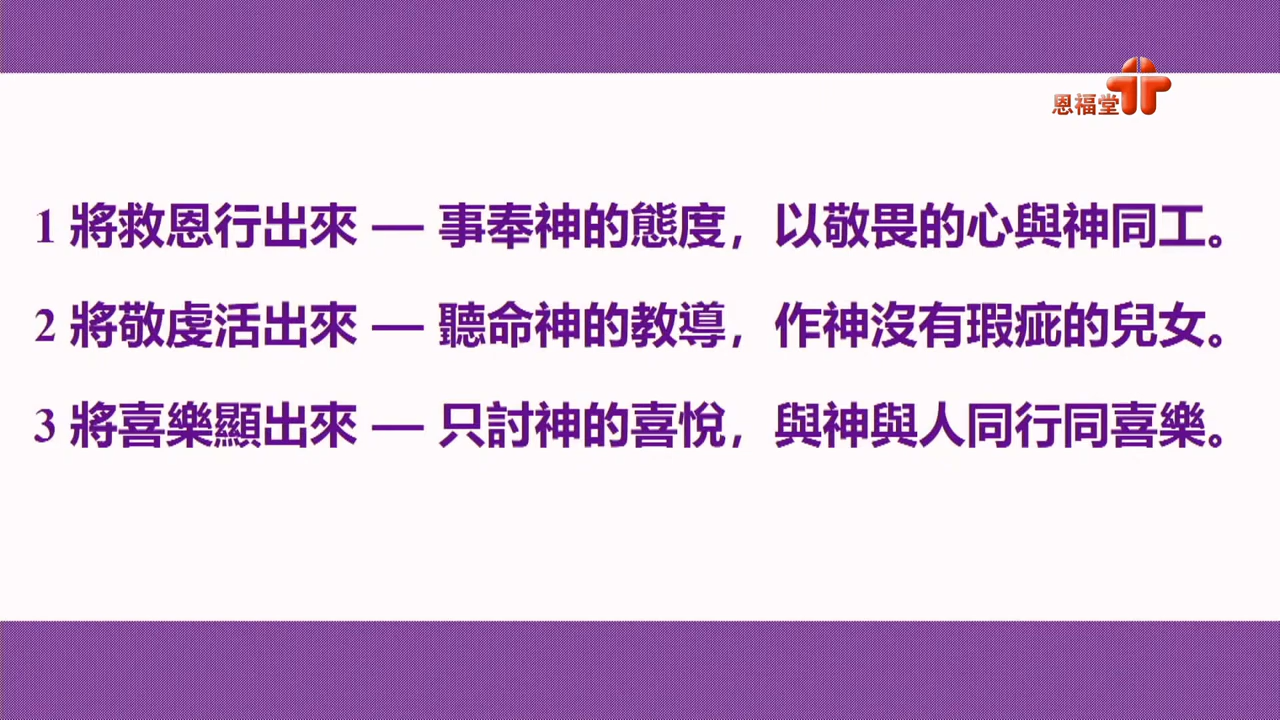 恩福堂
1 將救恩行出來 — 事奉神的態度，以敬畏的心與神同工。
2 將敬虔活出來 — 聽命神的教導，作神沒有瑕疵的兒女。
3 將喜樂顯出來 — 只討神的喜悅，與神與人同行同喜樂。